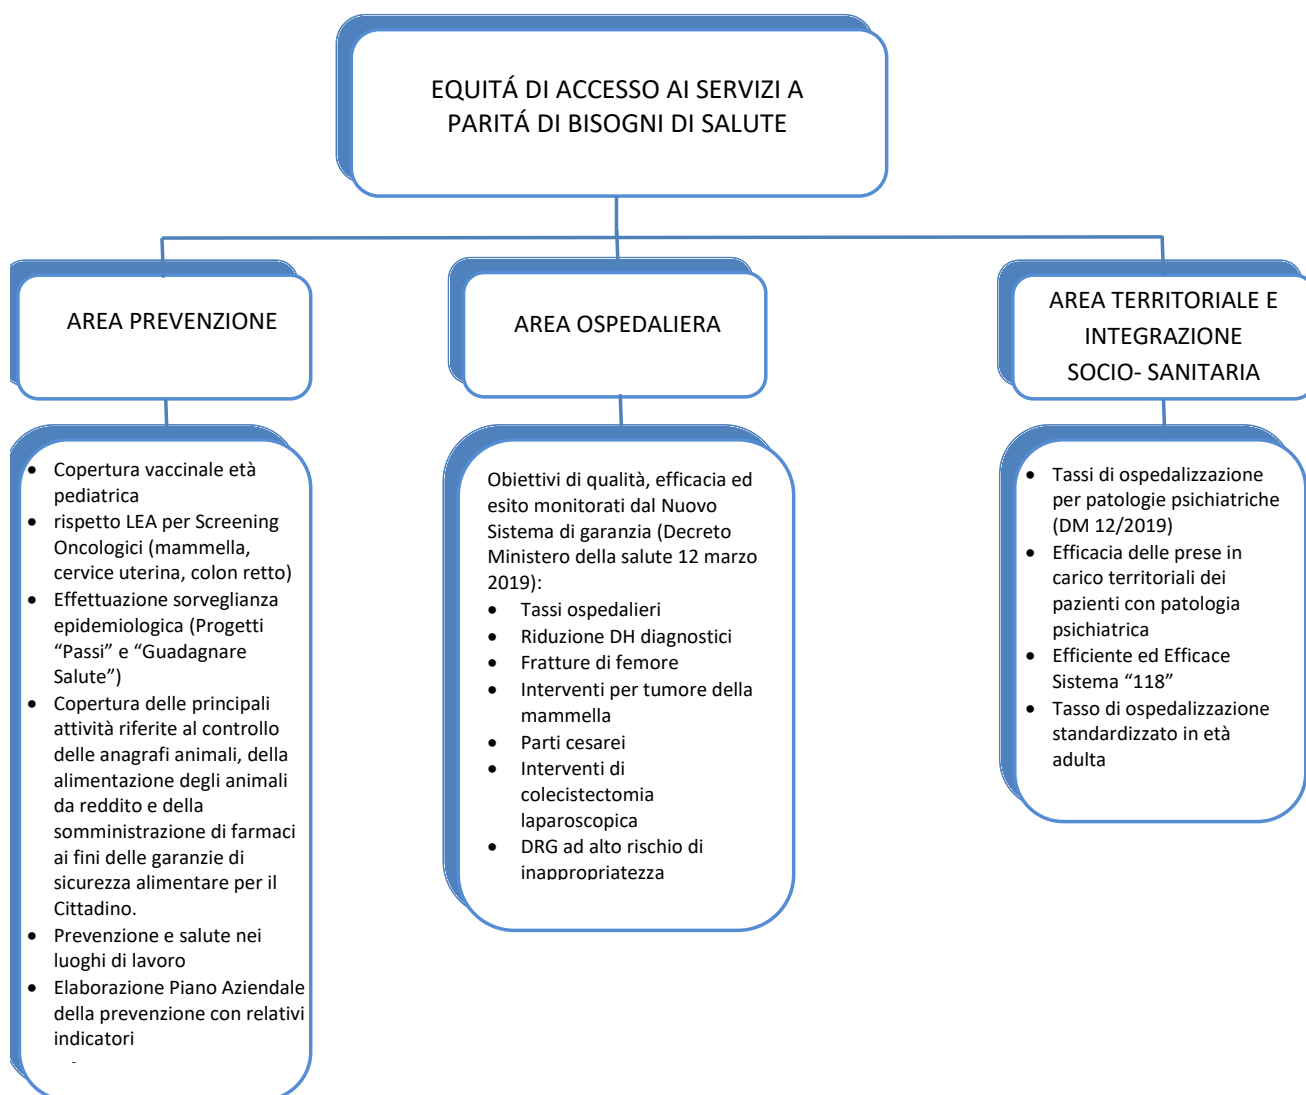 EQUITÁ DI ACCESSO AI SERVIZI A
PARITÁ DI BISOGNI DI SALUTE
AREA PREVENZIONE
AREA OSPEDALIERA
AREA TERRITORIALE E
INTEGRAZIONE
SOCIO- SANITARIA
• Copertura vaccinale età
pediatrica
• rispetto LEA per Screening
Oncologici (mammella,
cervice uterina, colon retto)
• Effettuazione sorveglianza
epidemiologica (Progetti
“Passi” e “Guadagnare
Salute”)
• Copertura delle principali
attività riferite al controllo
delle anagrafi animali, della
alimentazione degli animali
da reddito e della
somministrazione di farmaci
ai fini delle garanzie di
sicurezza alimentare per il
Cittadino.
• Prevenzione e salute nei
luoghi di lavoro
• Elaborazione Piano Aziendale
della prevenzione con relativi
indicatori
Obiettivi di qualità, efficacia ed
esito monitorati dal Nuovo
Sistema di garanzia (Decreto
Ministero della salute 12 marzo
2019):
• Tassi ospedalieri
• Riduzione DH diagnostici
• Fratture di femore
• Interventi per tumore della
mammella
• Parti cesarei
• Interventi di
colecistectomia
laparoscopica
• DRG ad alto rischio di
inappropriatezza
• Tassi di ospedalizzazione
per patologie psichiatriche
(DM 12/2019)
• Efficacia delle prese in
carico territoriali dei
pazienti con patologia
psichiatrica
• Efficiente ed Efficace
Sistema “118”
• Tasso di ospedalizzazione
standardizzato in età
adulta